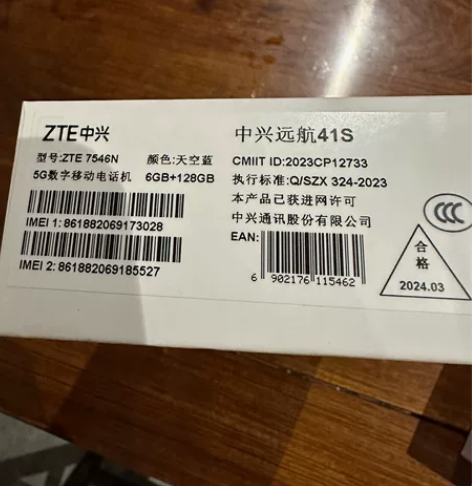 ZTE中兴
型号:ZTE 7546N 颜色:天空蓝
5G数字移动电话机 6GB+128GB
IMEI 1: 861882069173028
IMEI 2: 861882069185527
中兴远航41S
CMIIT ID:2023CP12733
执行标准:Q/SZX 324-2023
本产品已获进网许可
中兴通讯股份有限公司
EAN:
6 902176 115462
CCC
合格
2024.03